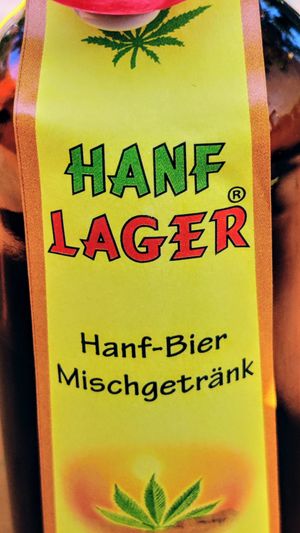 HANF
LAGER®
Hanf-Bier
Mischgetränk